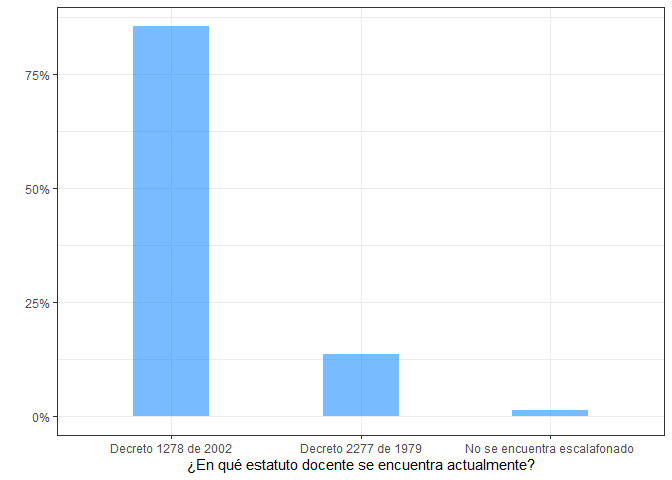 75%
50%
25%
0%
Decreto 1278 de 2002
Decreto 2277 de 1979
No se encuentra escalafonado
¿En qué estatuto docente se encuentra actualmente?